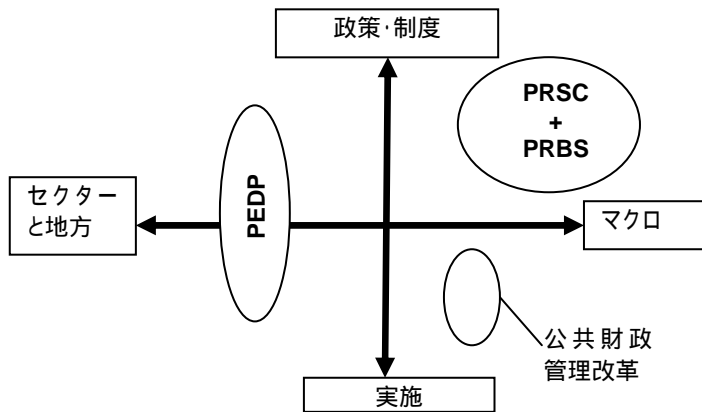 政策･制度
PRSC
+
PRBS
セクター
と地方
PEDP
マクロ
公共財政
管理改革
実施